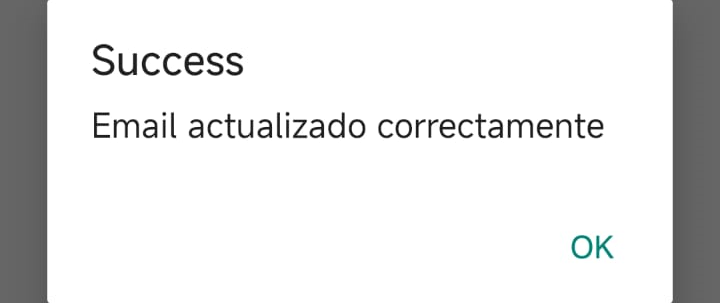 Success
Email actualizado correctamente
OK